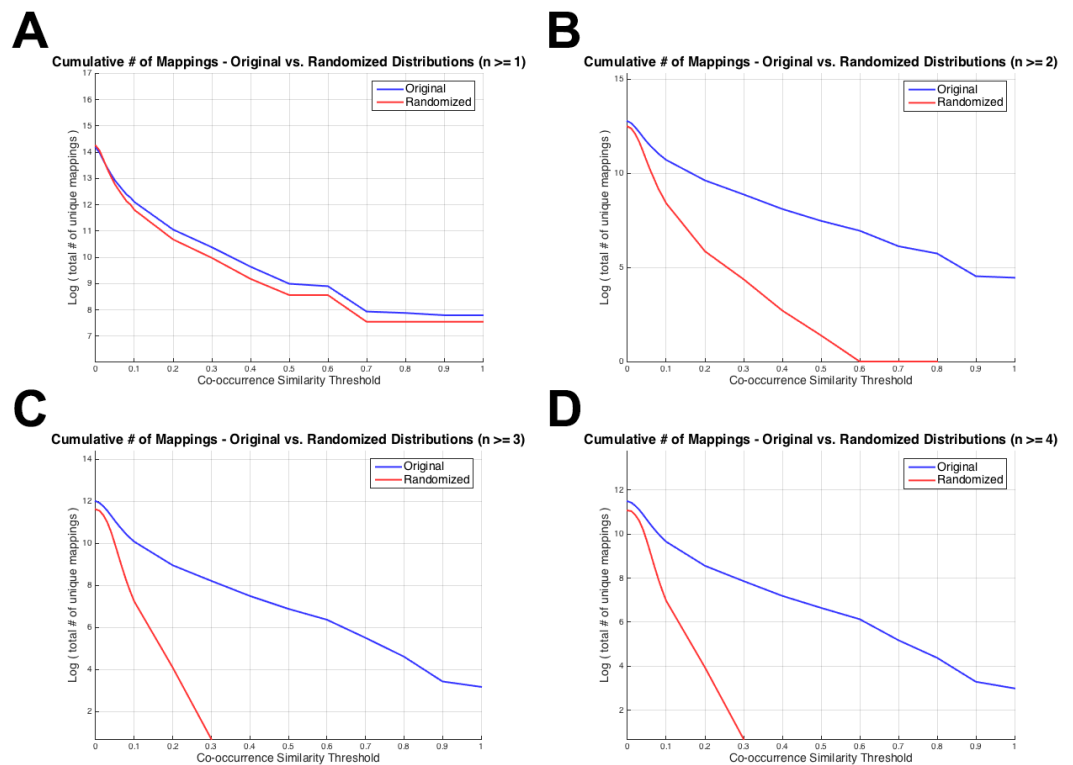 A
Cumulative # of Mappings - Original vs. Randomized Distributions (n >= 1)
17
16
15
14
13
12
11
10
9
8
7
Log ( total # of unique mappings )
Original
Randomized
0 0.1 0.2 0.3 0.4 0.5 0.6 0.7 0.8 0.9 1
Co-occurrence Similarity Threshold
B
Cumulative # of Mappings - Original vs. Randomized Distributions (n >= 2)
15
10
5
0
Log ( total # of unique mappings )
Original
Randomized
0 0.1 0.2 0.3 0.4 0.5 0.6 0.7 0.8 0.9 1
Co-occurrence Similarity Threshold
C
Cumulative # of Mappings - Original vs. Randomized Distributions (n >= 3)
14
12
10
8
6
4
2
Log ( total # of unique mappings )
Original
Randomized
0 0.1 0.2 0.3 0.4 0.5 0.6 0.7 0.8 0.9 1
Co-occurrence Similarity Threshold
D
Cumulative # of Mappings - Original vs. Randomized Distributions (n >= 4)
12
10
8
6
4
2
Log ( total # of unique mappings )
Original
Randomized
0 0.1 0.2 0.3 0.4 0.5 0.6 0.7 0.8 0.9 1
Co-occurrence Similarity Threshold